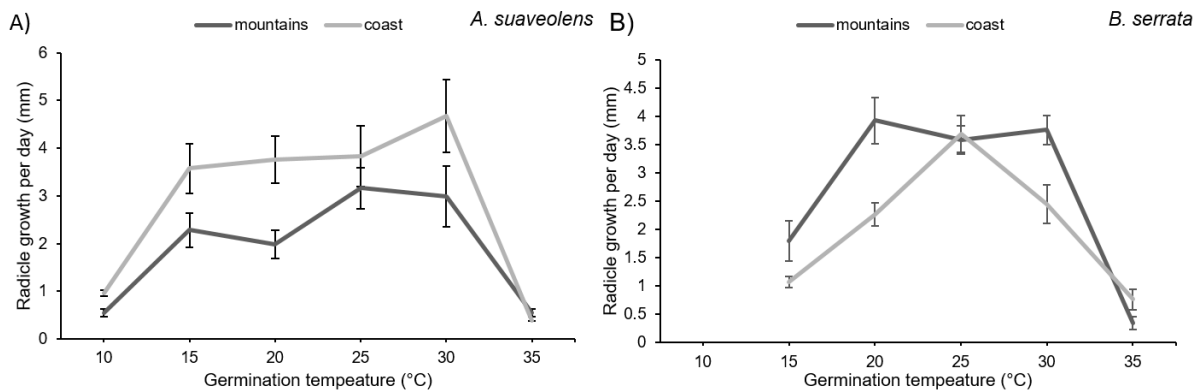 A)
mountains coast
A. suaveolens
Radicle growth per day (mm)
6
5
4
3
2
1
0
10 15 20 25 30 35
Germination tempeature (°C)
B)
mountains coast
B. serrata
Radicle growth per day (mm)
5
4.5
4
3.5
3
2.5
2
1.5
1
0.5
0
10 15 20 25 30 35
Germination tempeature (°C)